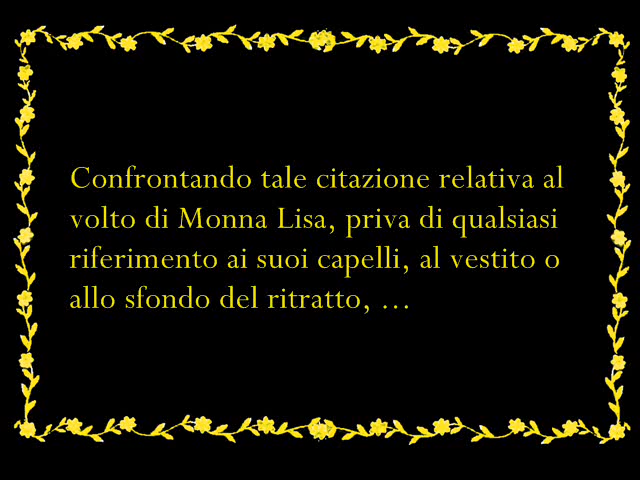 Confrontando tale citazione relativa al
volto di Monna Lisa, priva di qualsiasi
riferimento ai suoi capelli, al vestito o
allo sfondo del ritratto, ...